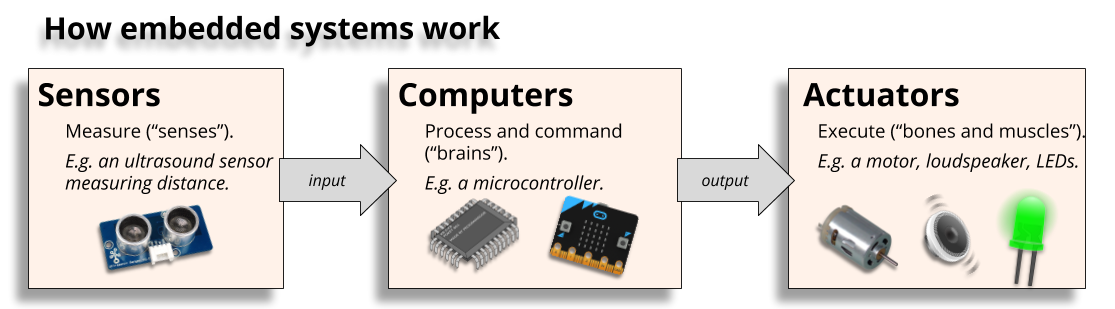 How embedded systems work
Sensors
Measure (“senses”).
E.g. an ultrasound sensor
measuring distance.
input
Computers
Process and command
(“brains”).
E.g. a microcontroller.
output
Actuators
Execute (“bones and muscles”).
E.g. a motor, loudspeaker, LEDs.